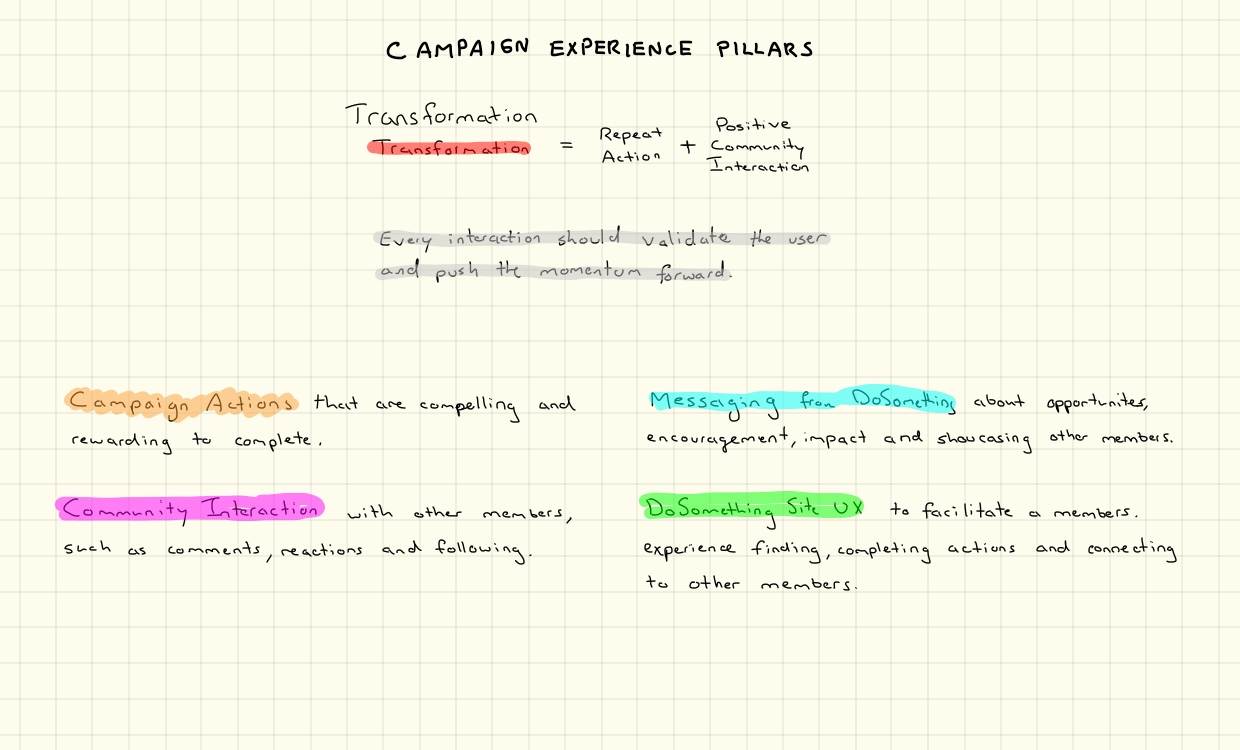 CAMPAIGN EXPERIENCE PILLARS
Transformation
Transformation = Repeat Action + Positive Community Interaction
Every interaction should validate the user
and push the momentum forward.
Campaign Actions that are compelling and
rewarding to complete.
Community Interaction with other members,
such as comments, reactions and following.
Messaging from DoSomething about opportunites,
encouragement, impact and showcasing other members.
DoSomething Site UX to facilitate a members.
experience finding, completing actions and connecting
to other members.